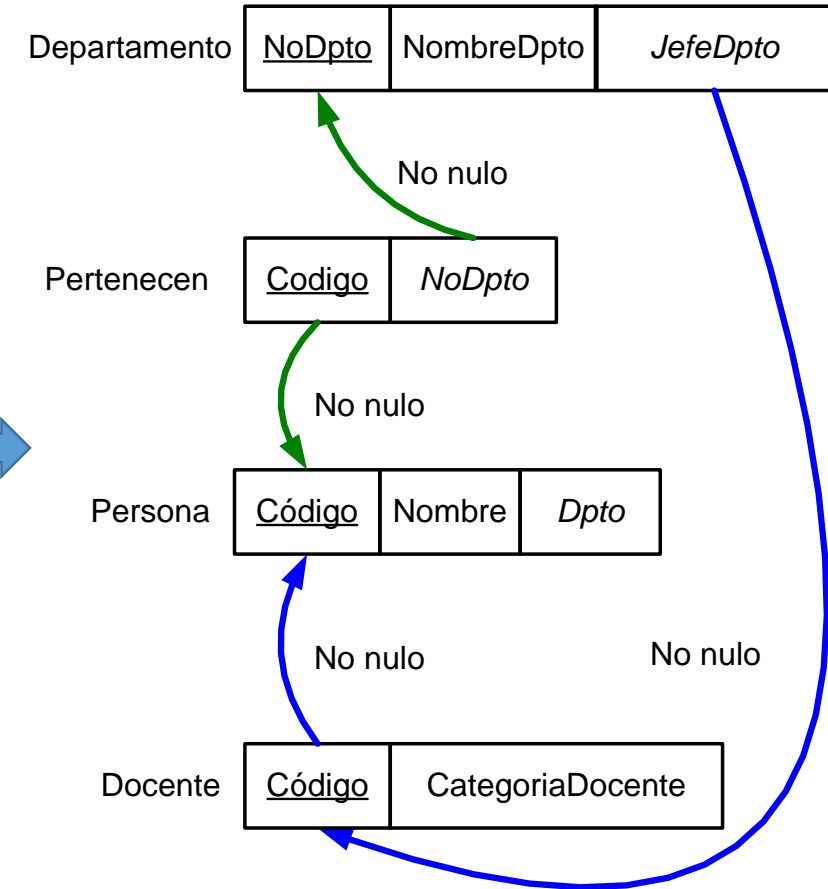 Departamento NoDpto NombreDpto JefeDpto
No nulo
Pertenecen Codigo NoDpto
No nulo
Persona Código Nombre Dpto
No nulo No nulo
Docente Código CategoriaDocente